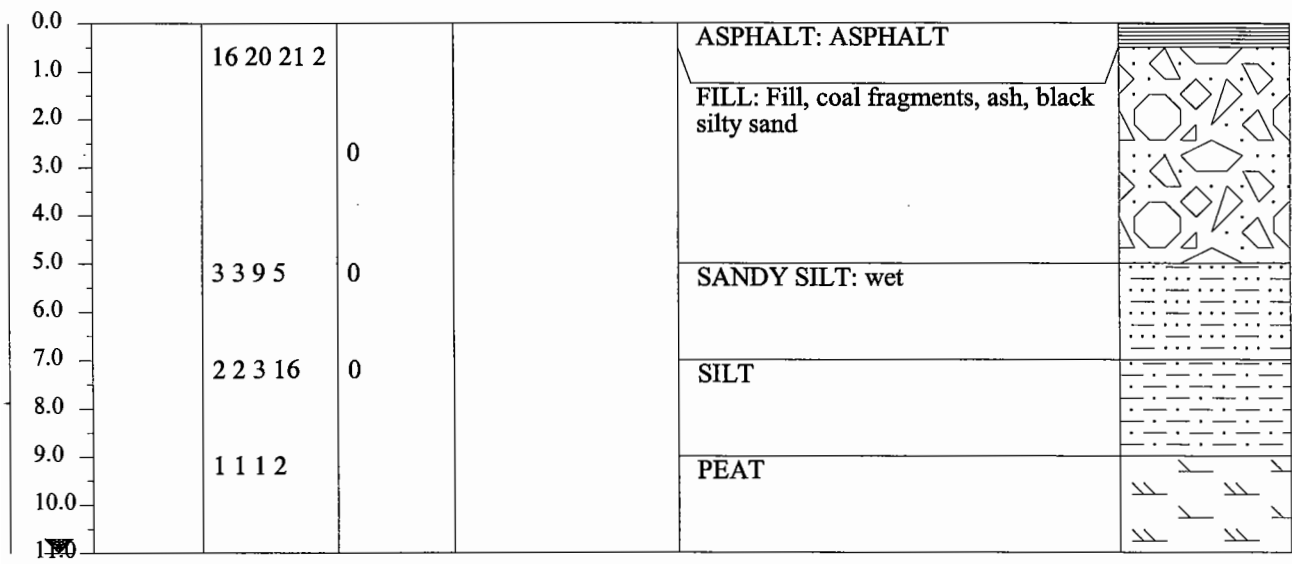 0.0
ASPHALT: ASPHALT
16 20 21 2
1.0
FILL: Fill, coal fragments, ash, black
silty sand
2.0
0
3.0
4.0
5.0
3 3 9 5
0
SANDY SILT: wet
6.0
7.0
2 2 3 16
0
SILT
8.0
9.0
1 1 1 2
PEAT
10.0
11.0